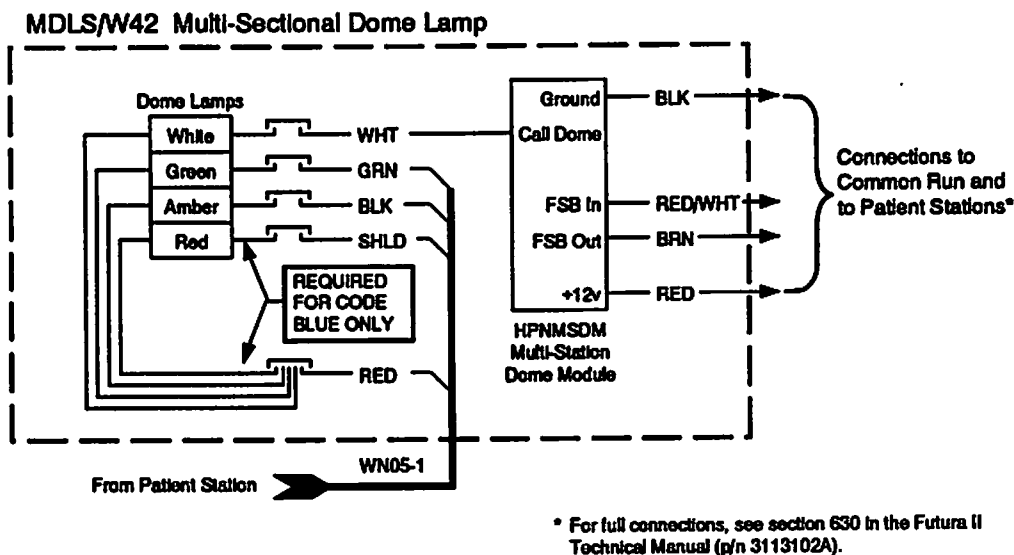 MDLS/W42 Multi-Sectional Dome Lamp
Dome Lamps
White
Green
Amber
Red
WHT
GRN
BLK
SHLD
REQUIRED
FOR CODE
BLUE ONLY
RED
Ground
Call Dome
FSB In
FSB Out
+12v
BLK
RED/WHT
BRN
RED
HPNMSDM
Multi-Station
Dome Module
Connections to
Common Run and
to Patient Stations*
WN05-1
From Patient Station
* For full connections, see section 630 in the Futura II
Technical Manual (p/n 3113102A).